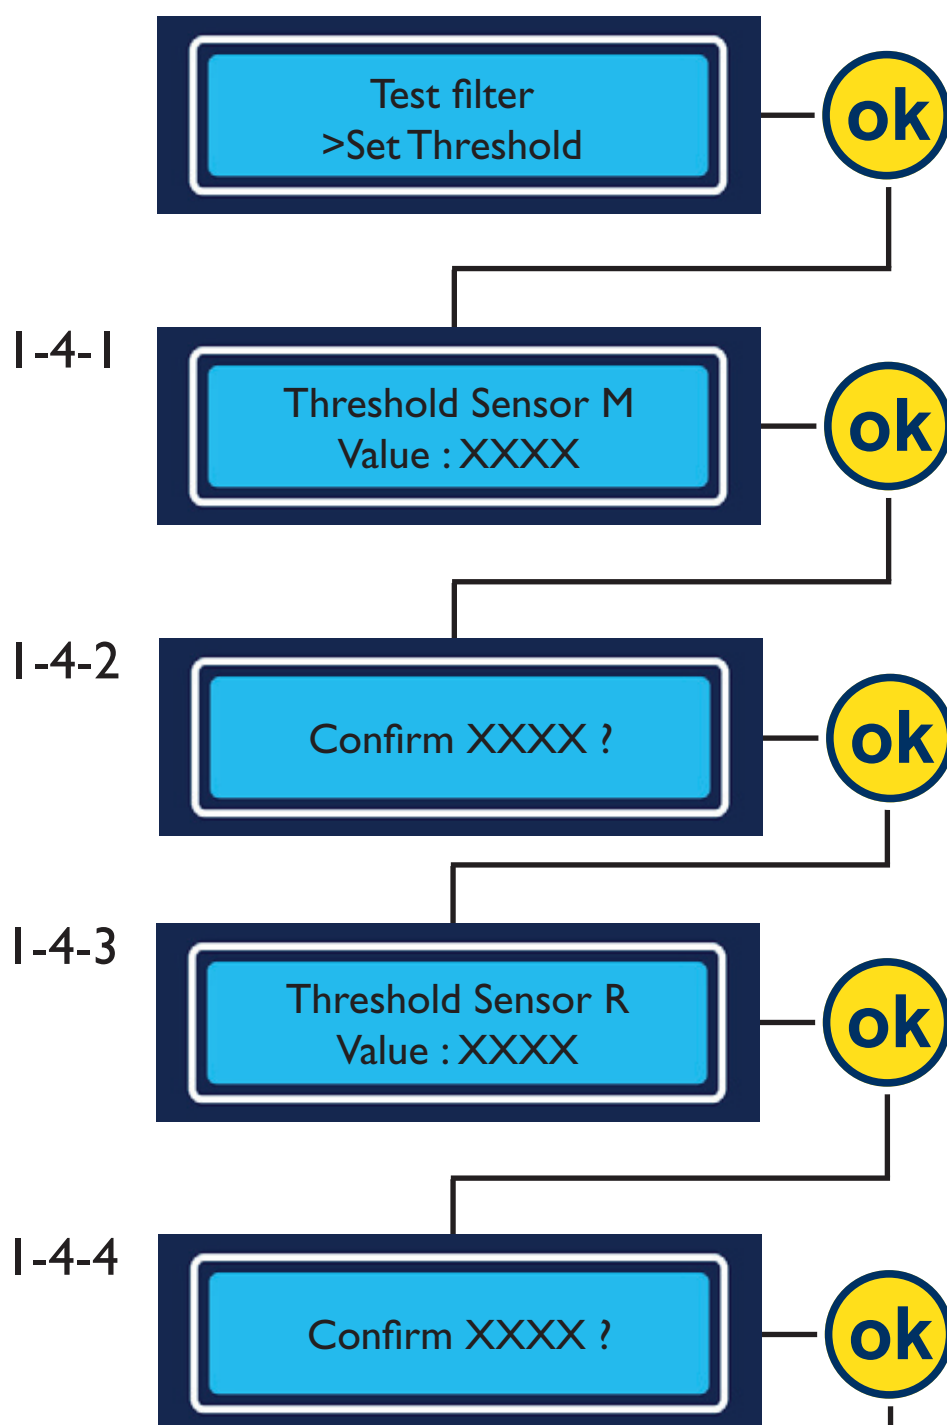 Test filter
>Set Threshold
ok
1-4-1
Threshold Sensor M
Value : XXXX
ok
1-4-2
Confirm XXXX ?
ok
1-4-3
Threshold Sensor R
Value : XXXX
ok
1-4-4
Confirm XXXX ?
ok